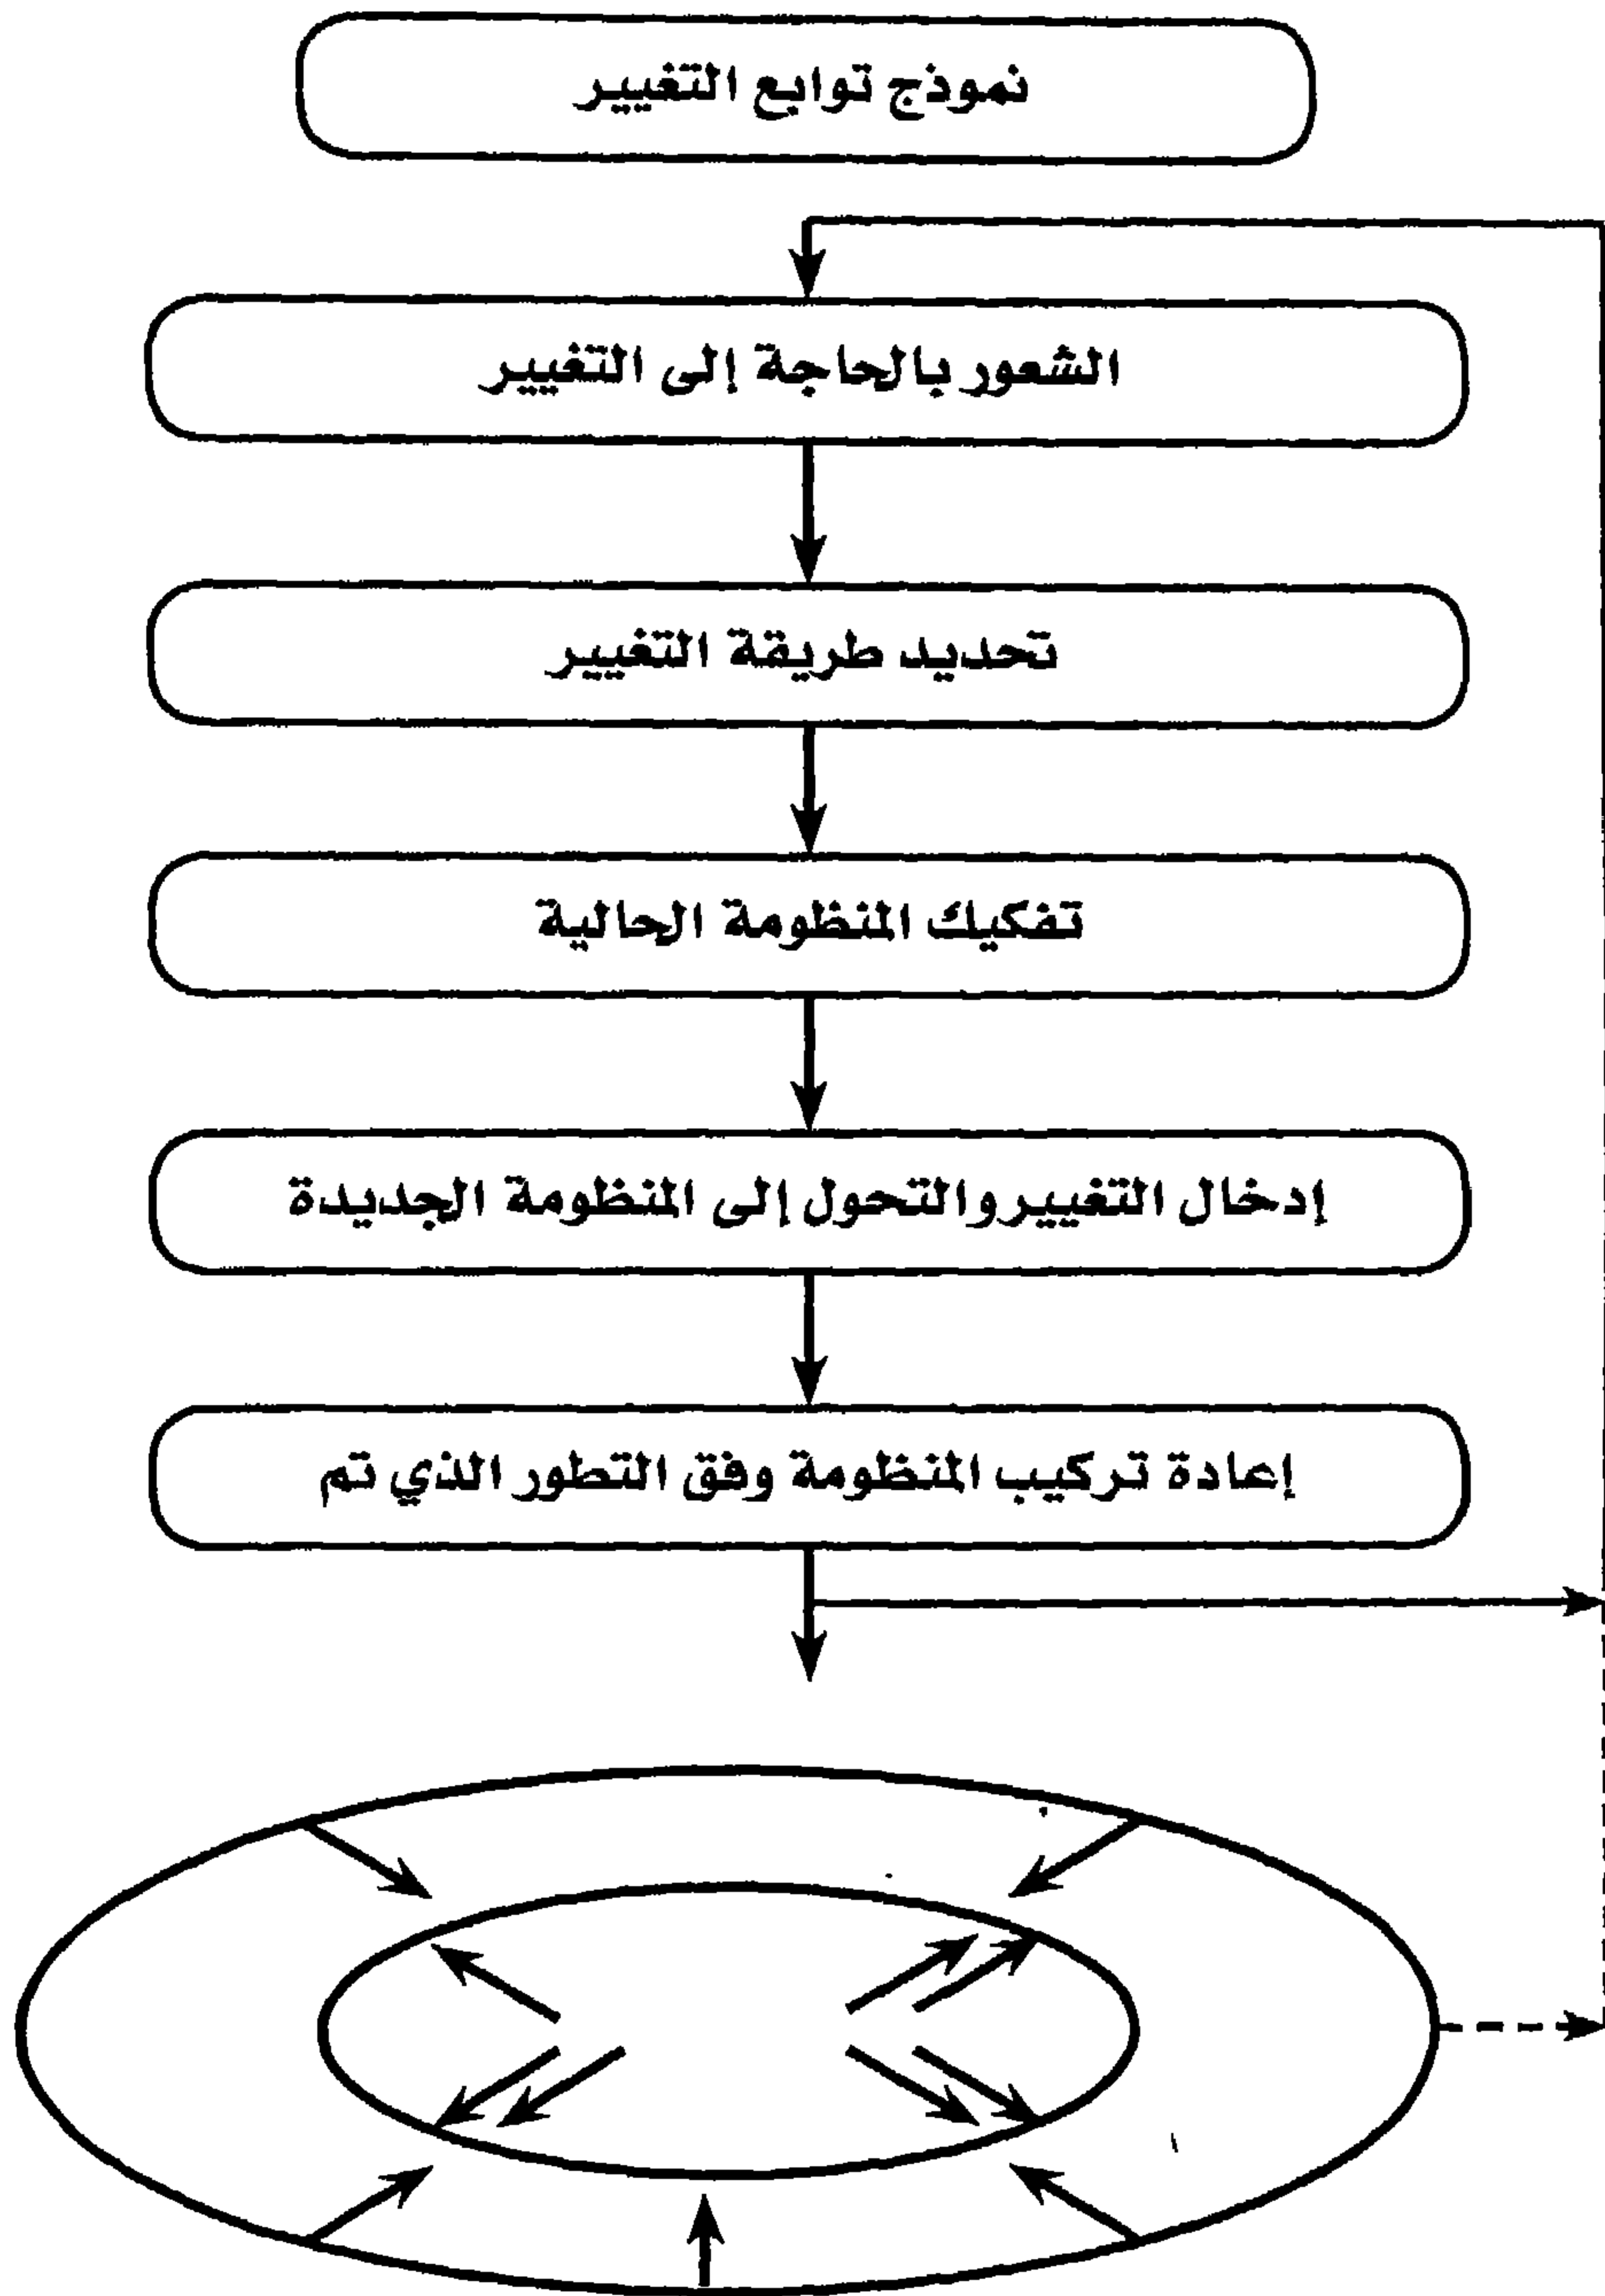 نموذج توابع التغيير
الشعور بالحاجة إلى التغيير
تحديد طريقة التغيير
تفكيك المنظومة الحالية
إدخال التغيير والتحول إلى المنظومة الجديدة
إعادة تركيب المنظومة وفق التطور الذي تم